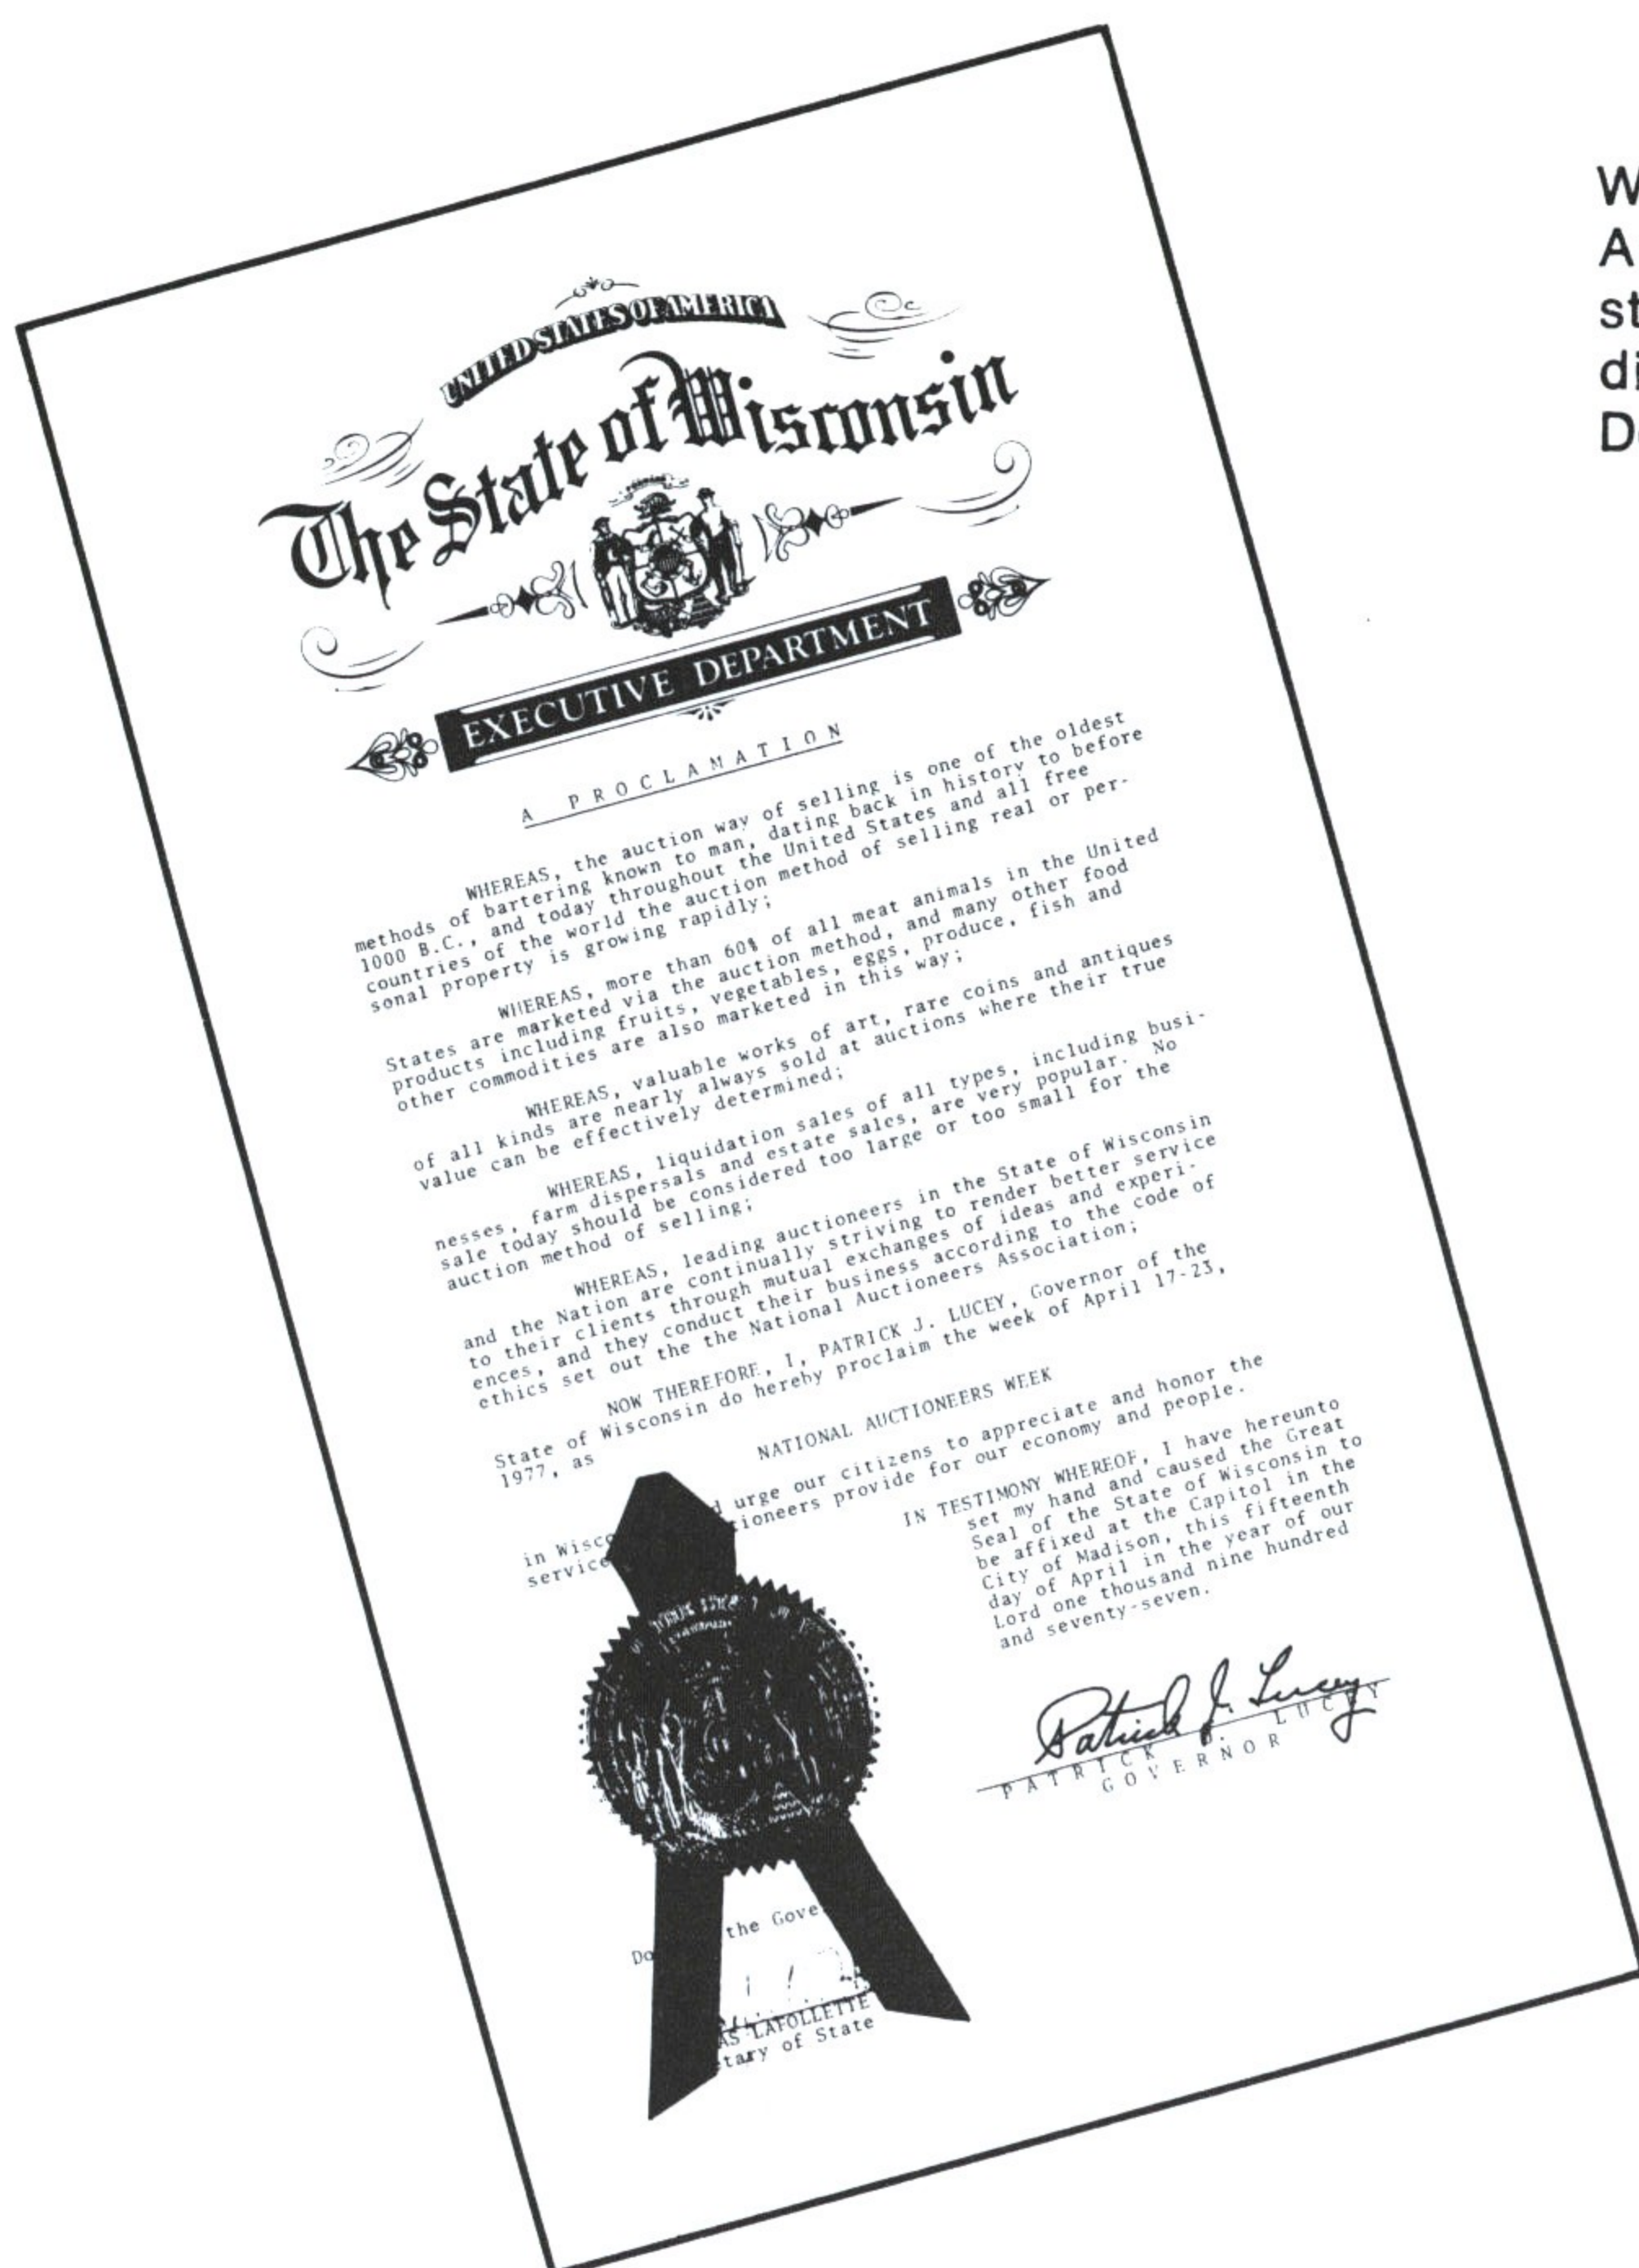 UNITED STATES OF AMERICA
The State of Wisconsin
EXECUTIVE DEPARTMENT
A PROCLAMATION
WHEREAS, the auction way of selling is one of the oldest
methods of bartering known to man, dating back in history to before
1000 B.C., and today throughout the United States and all free
countries of the world the auction method of selling real or per-
sonal property is growing rapidly;
WHEREAS, more than 60% of all meat animals in the United
States are marketed via the auction method, and many other food
products including fruits, vegetables, eggs, produce, fish and
other commodities are also marketed in this way;
WHEREAS, valuable works of art, rare coins and antiques
of all kinds are nearly always sold at auctions where their true
value can be effectively determined;
WHEREAS, liquidation sales of all types, including busi-
nesses, farm dispersals and estate sales, are very popular. No
sale today should be considered too large or too small for the
auction method of selling;
WHEREAS, leading auctioneers in the State of Wisconsin
and the Nation are continually striving to render better service
to their clients through mutual exchanges of ideas and experi-
ences, and they conduct their business according to the code of
ethics set out the the National Auctioneers Association;
NOW THEREFORE, I, PATRICK J. LUCEY, Governor of the
State of Wisconsin do hereby proclaim the week of April 17-23,
1977, as
NATIONAL AUCTIONEERS WEEK
in Wisco d urge our citizens to appreciate and honor the
service tioneers provide for our economy and people.
IN TESTIMONY WHEREOF, I have hereunto
set my hand and caused the Great
Seal of the State of Wisconsin to
be affixed at the Capitol in the
City of Madison, this fifteenth
day of April in the year of our
Lord one thousand nine hundred
and seventy-seven.
Patrick J. Lucey
PATRICK J. LUCEY
GOVERNOR
the Gove
AS LAFOLLETTE
tary of State
W
A
st
di